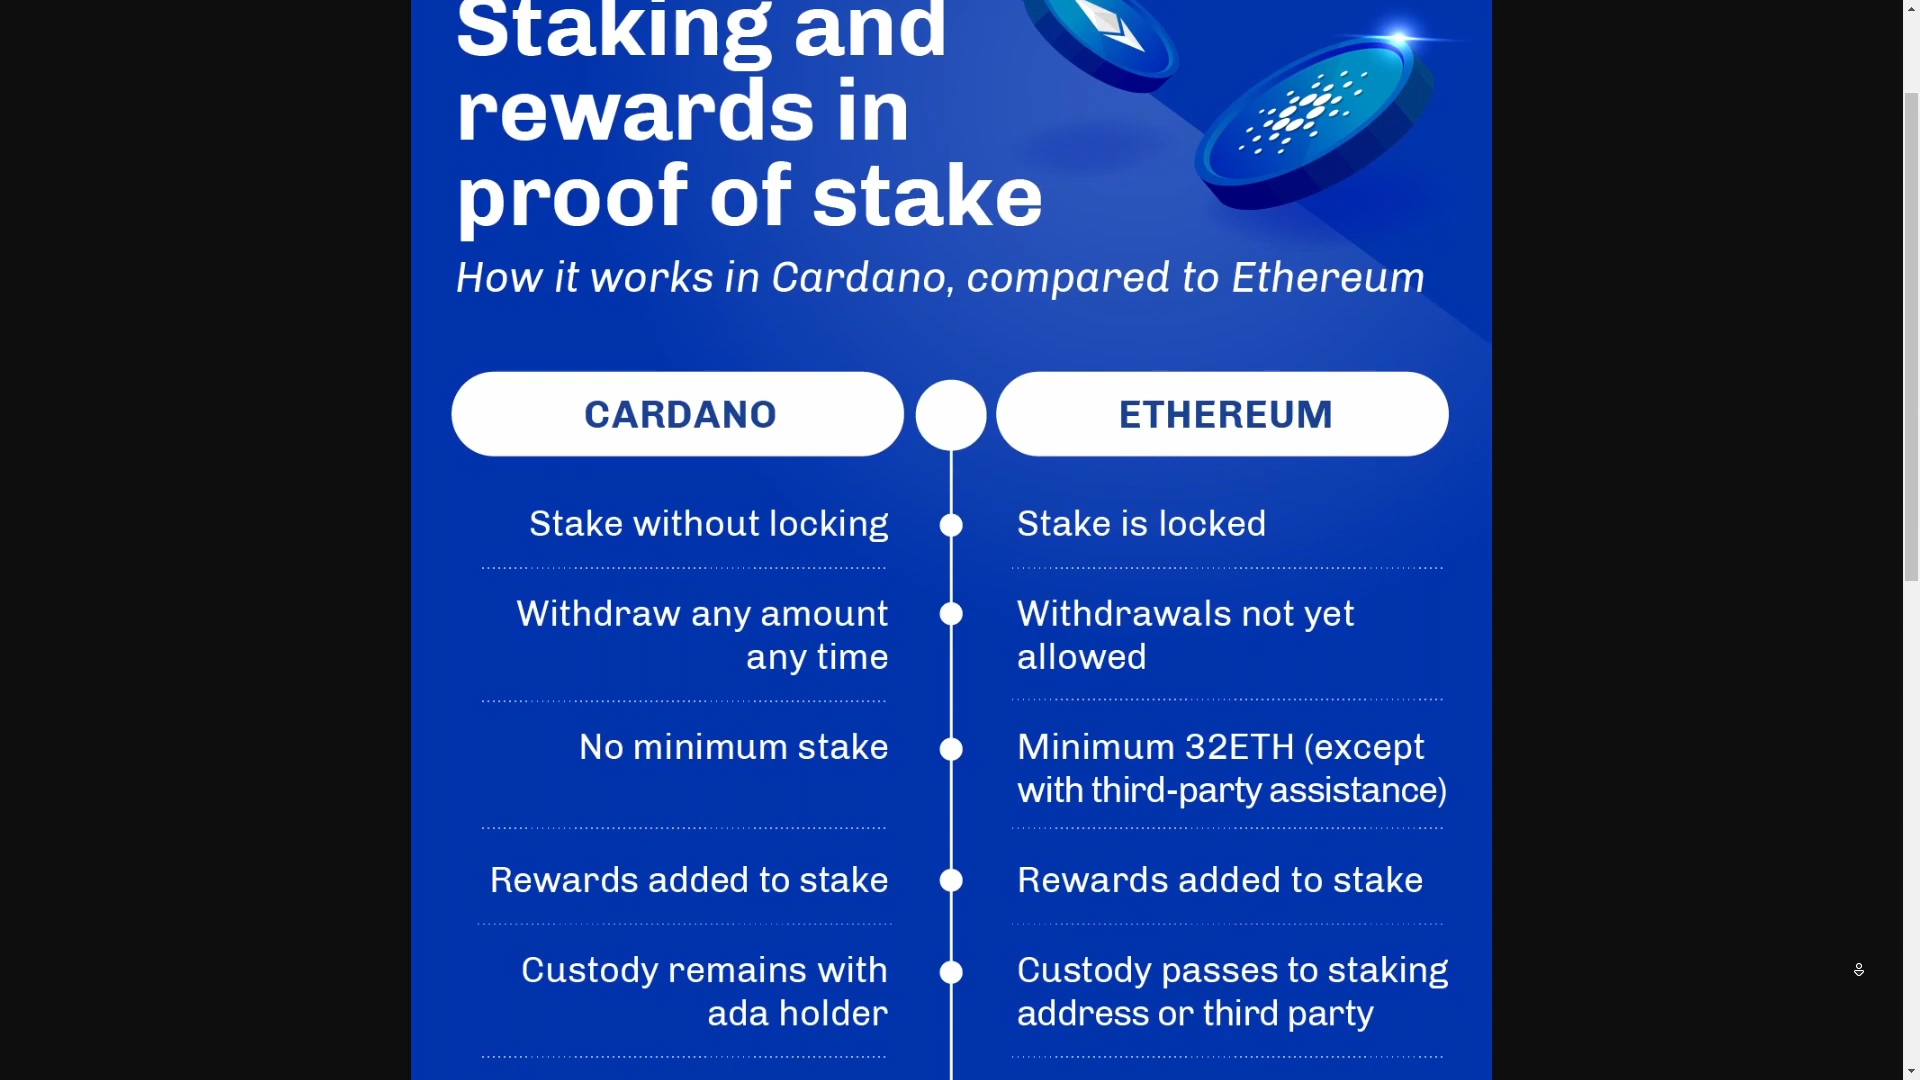 Staking and
rewards in
proof of stake
How it works in Cardano, compared to Ethereum
CARDANO
ETHEREUM
Stake without locking
Stake is locked
Withdraw any amount
any time
Withdrawals not yet
allowed
No minimum stake
Minimum 32ETH (except
with third-party assistance)
Rewards added to stake
Rewards added to stake
Custody remains with
ada holder
Custody passes to staking
address or third party